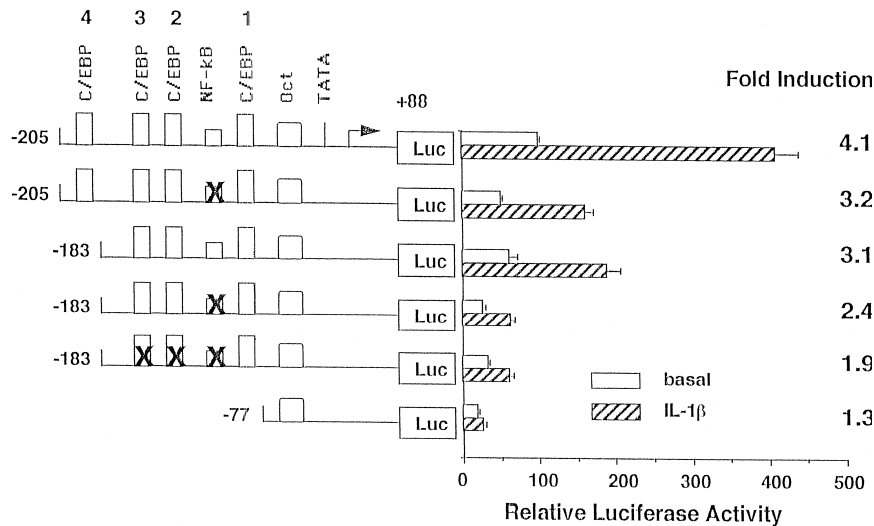 4 3 2 1
C/EBP C/EBP C/EBP NF-kB C/EBP Oct TATA
Fold Induction
+88
-205 Luc 4.1
-205 Luc 3.2
-183 Luc 3.1
-183 Luc 2.4
-183 Luc 1.9
-77 Luc 1.3
basal
IL-1β
0 100 200 300 400 500
Relative Luciferase Activity